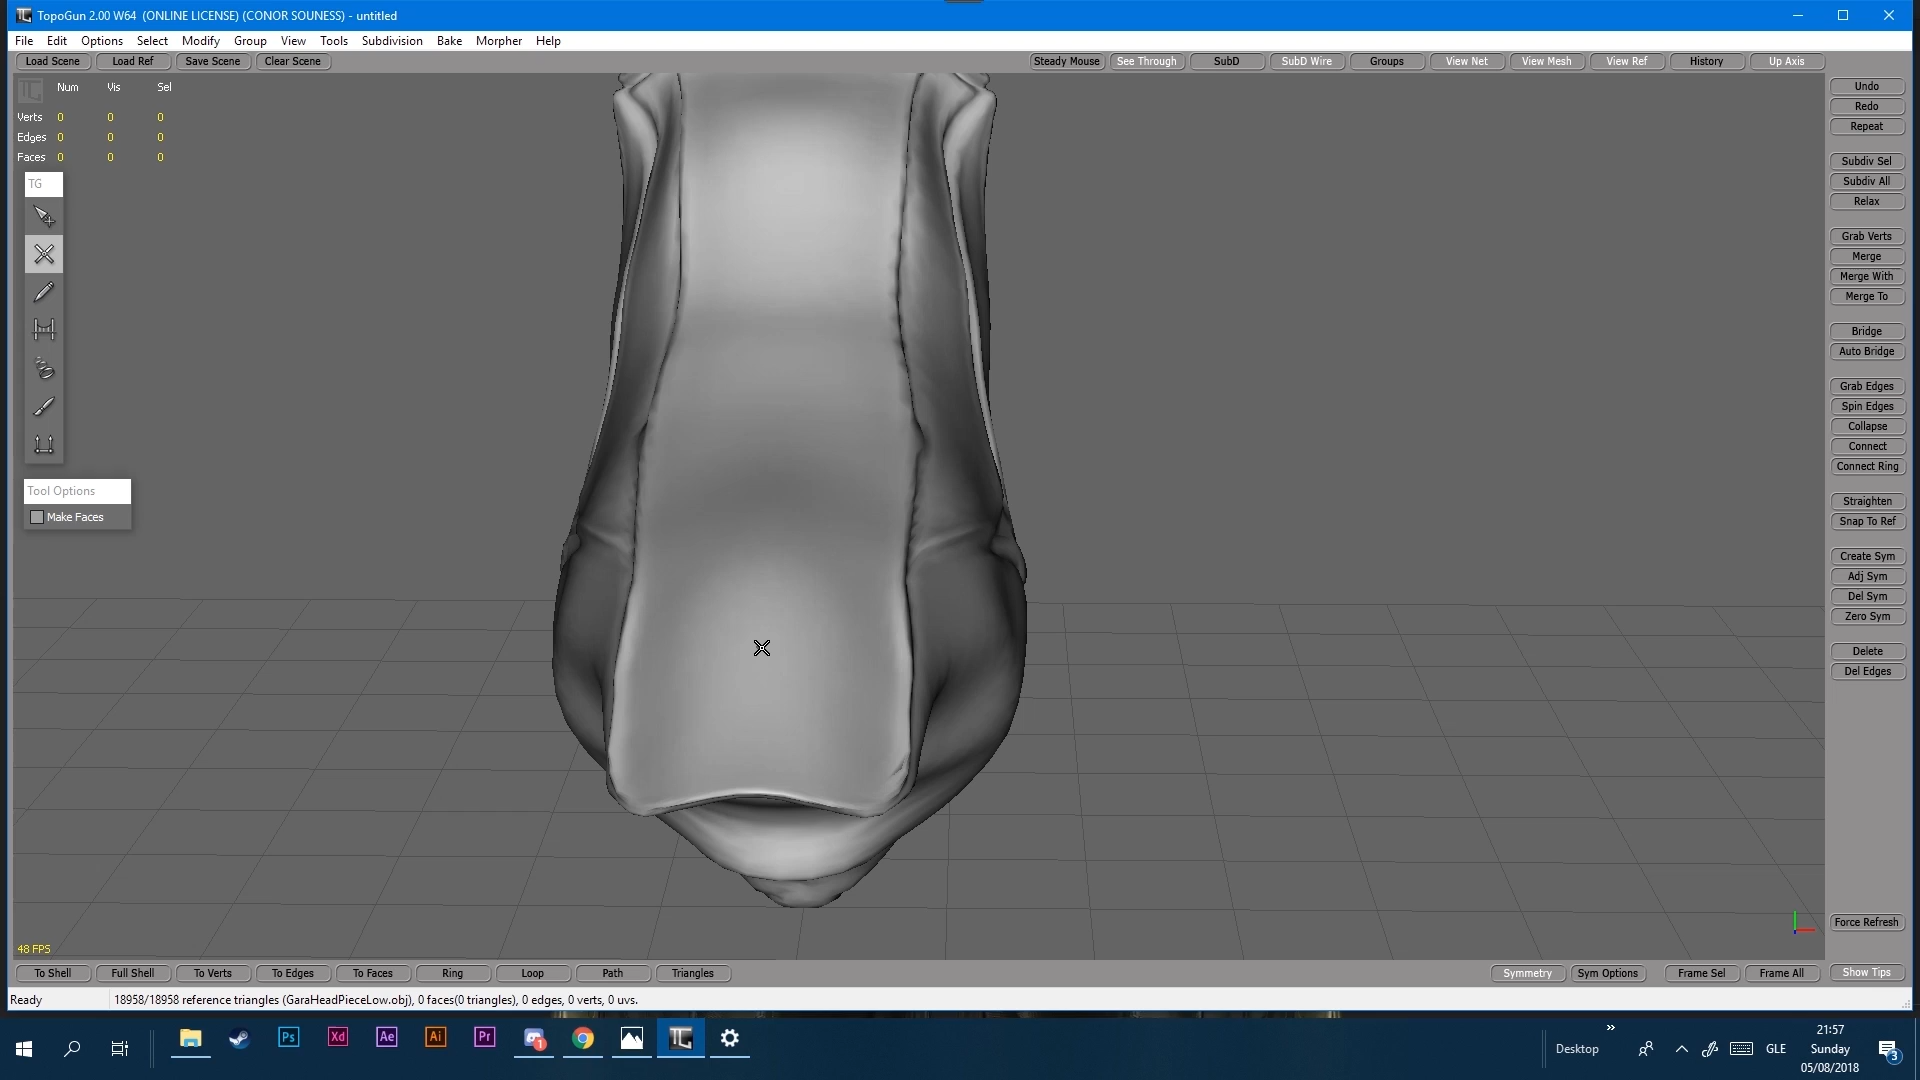 TopoGun 2.00 W64 (ONLINE LICENSE) (CONOR SOUNESS) - untitled
File Edit Options Select Modify Group View Tools Subdivision Bake Morpher Help
Load Scene Load Ref Save Scene Clear Scene Steady Mouse See Through SubD SubD Wire Groups View Net View Mesh View Ref History Up Axis
Num Vis Sel
Verts 0 0 0
Edges 0 0 0
Faces 0 0 0
TG
Tool Options
Make Faces
Undo
Redo
Repeat
Subdiv Sel
Subdiv All
Relax
Grab Verts
Merge
Merge With
Merge To
Bridge
Auto Bridge
Grab Edges
Spin Edges
Collapse
Connect
Connect Ring
Straighten
Snap To Ref
Create Sym
Adj Sym
Del Sym
Zero Sym
Delete
Del Edges
Force Refresh
48 FPS
To Shell Full Shell To Verts To Edges To Faces Ring Loop Path Triangles Symmetry Sym Options Frame Sel Frame All Show Tips
Ready 18958/18958 reference triangles (GaraHeadPieceLow.obj), 0 faces(0 triangles), 0 edges, 0 verts, 0 uvs.
Ps Xd Ae Ai Pr 1
Desktop GLE
21:57
Sunday
05/08/2018
3